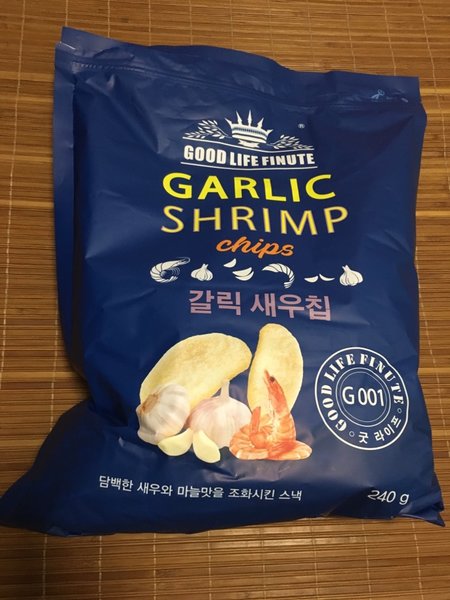 ®
GOOD LIFE FINUTE
GARLIC
SHRIMP
chips
갈릭 새우칩
GOOD LIFE FINUTE
G 001
·굿 라이프·
담백한 새우와 마늘맛을 조화시킨 스낵
240 g